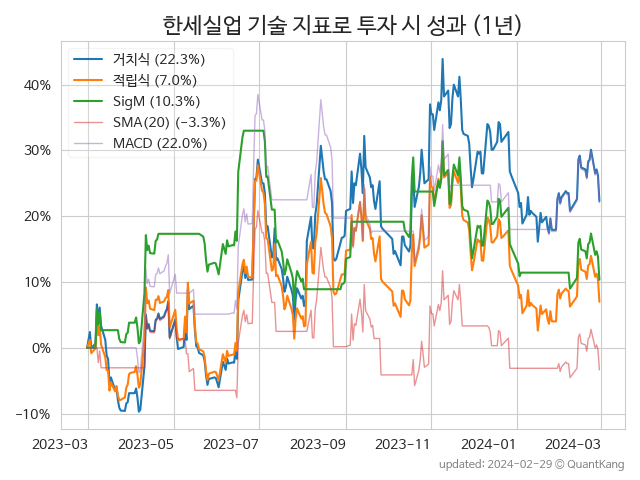 한세실업 기술 지표로 투자 시 성과 (1년)
거치식 (22.3%)
적립식 (7.0%)
SigM (10.3%)
SMA(20) (−3.3%)
MACD (22.0%)
40%
30%
20%
10%
0%
−10%
2023−03 2023−05 2023−07 2023−09 2023−11 2024−01 2024−03
updated: 2024−02−29 © QuantKang